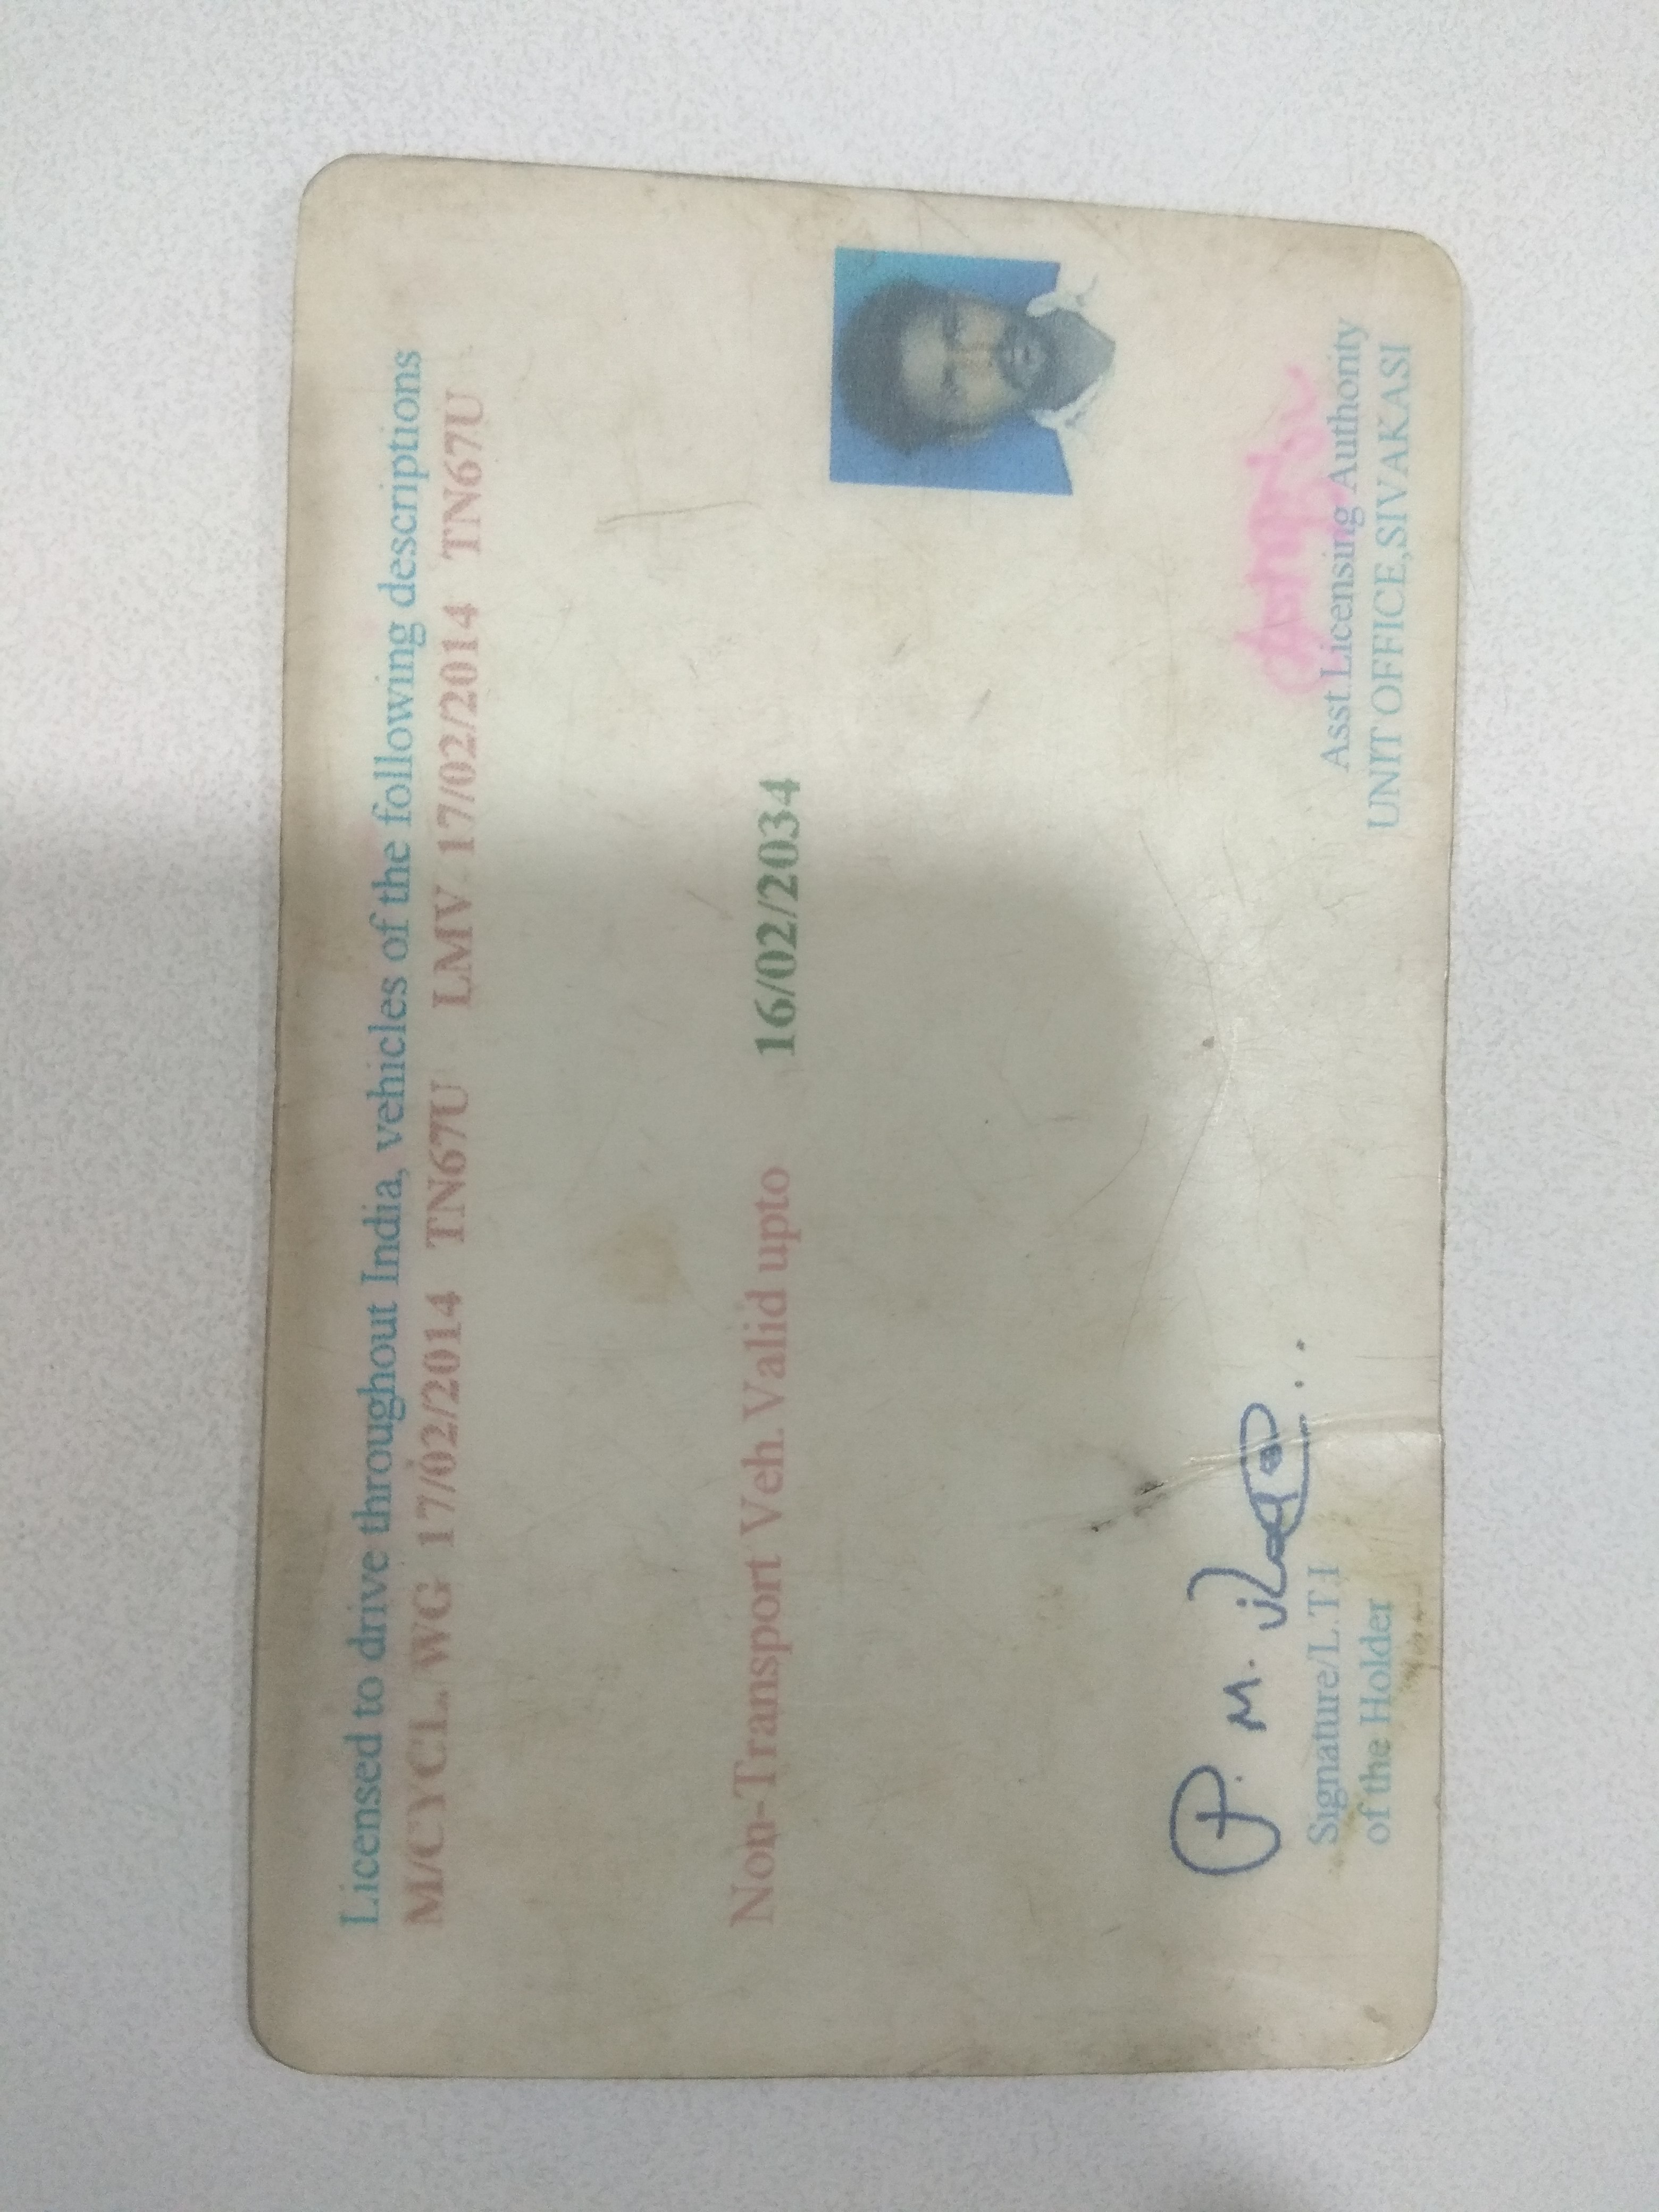 Licensed to drive throughout India, vehicles of the following descriptions
M/CYCL.WG 17/02/2014 TN67U LMV 17/02/2014 TN67U
Non-Transport Veh. Valid upto 16/02/2034
P. M.
Signature/L.T.I
of the Holder
Asst Licensing Authority
UNIT OFFICE,SIVAKASI